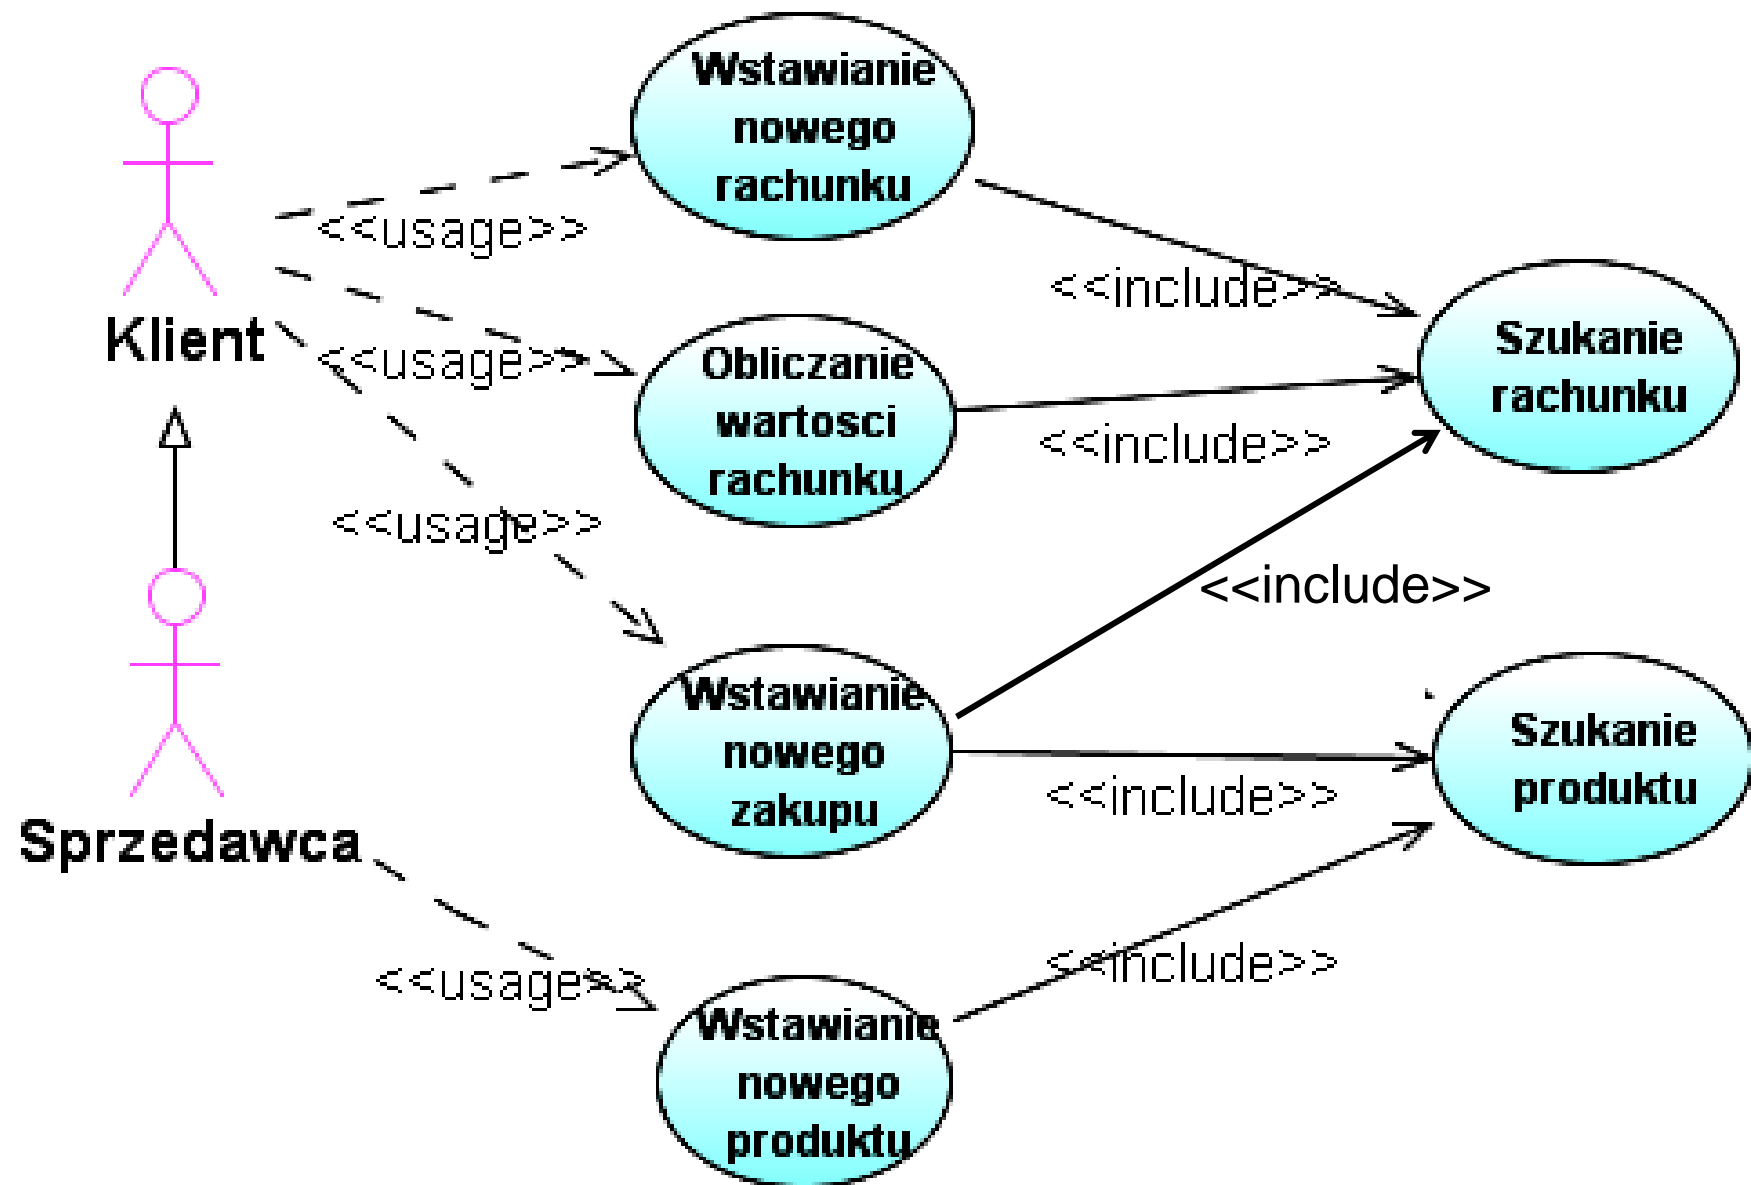 Wstawianie
nowego
rachunku
<<usage>>
<<include>>
Klient
<<usage>>
Obliczanie
wartosci
rachunku
<<include>>
Szukanie
rachunku
<<usage>>
<<include>>
Wstawianie
nowego
zakupu
<<include>>
Szukanie
produktu
Sprzedawca
<<usage>>
<<include>>
Wstawianie
nowego
produktu